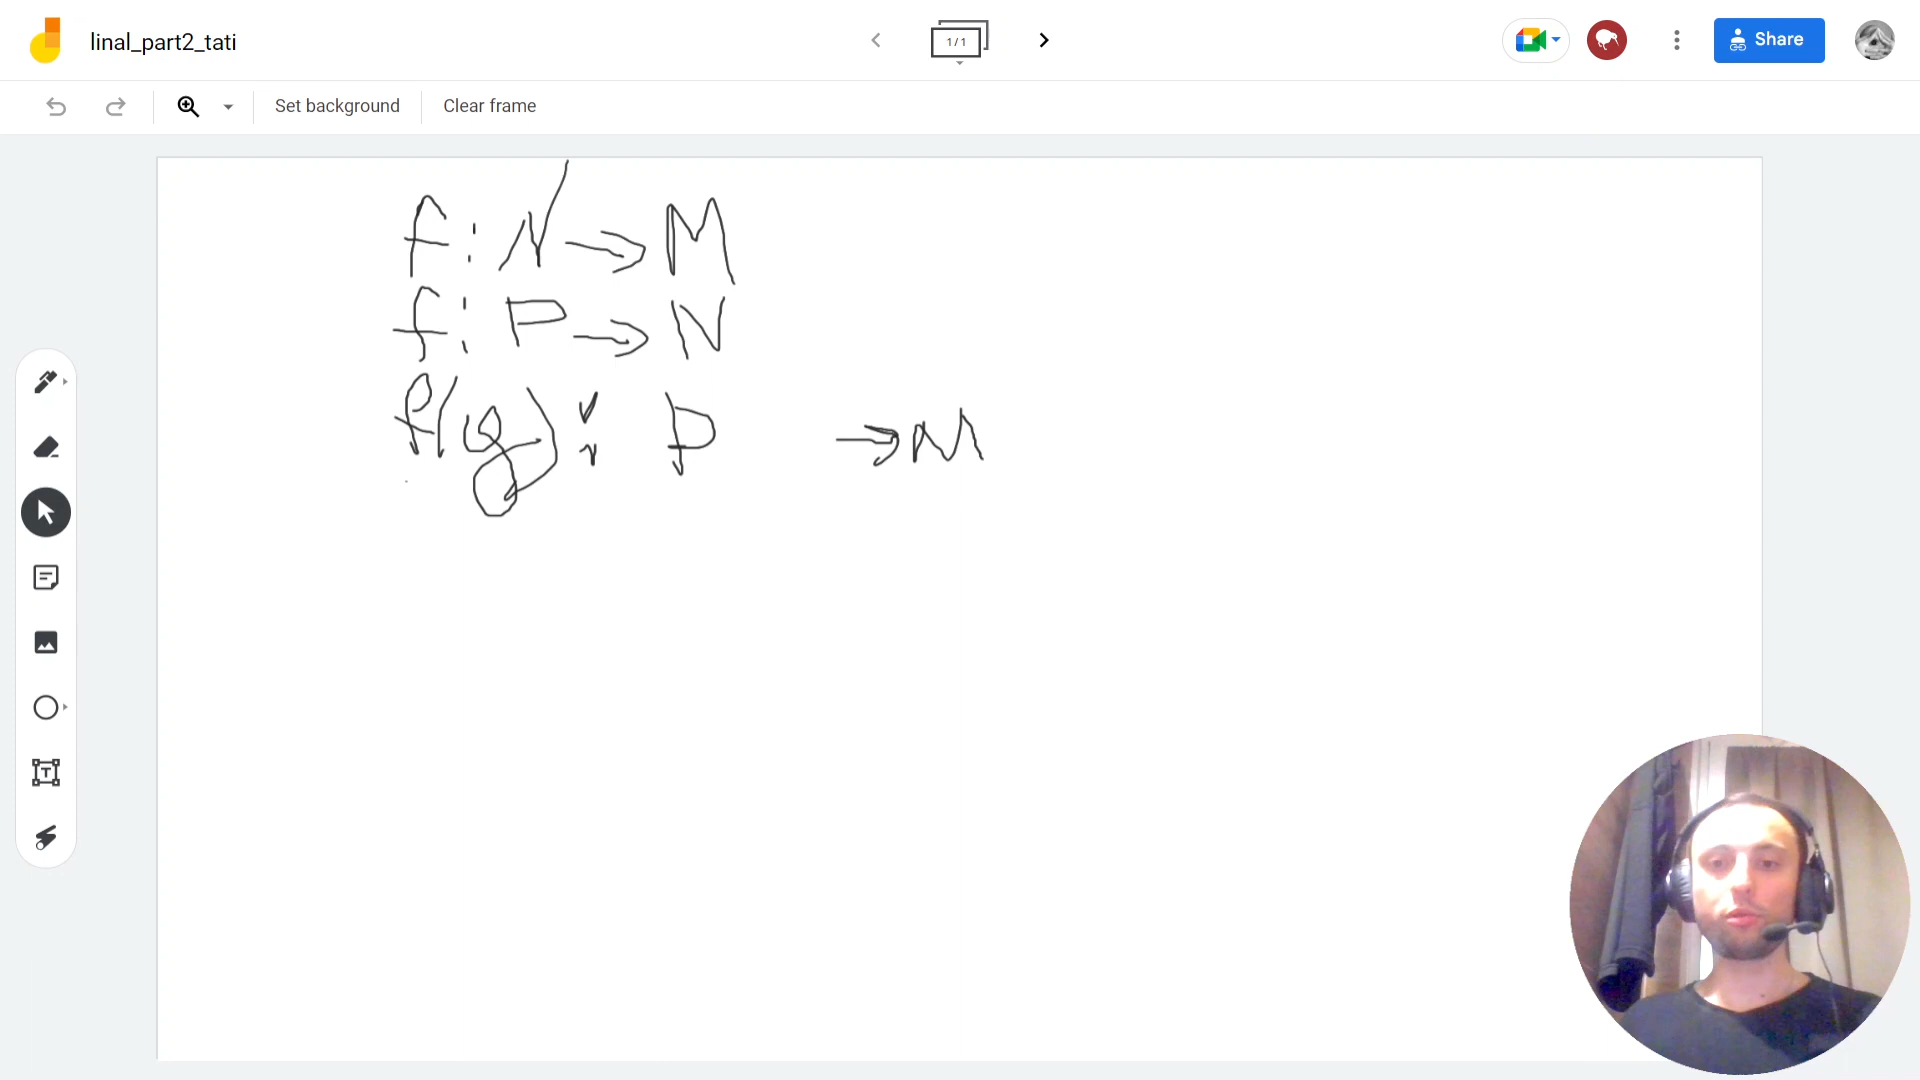 linal_part2_tati
1 / 1
Share
Set background
Clear frame
f : N → M
f : P → N
f(g) : P → M